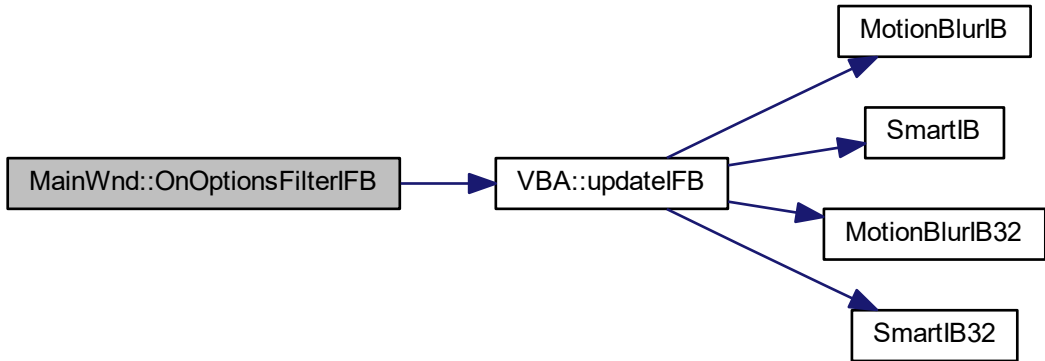 MainWnd::OnOptionsFilterIFB
VBA::updateIFB
MotionBlurIB
SmartIB
MotionBlurIB32
SmartIB32